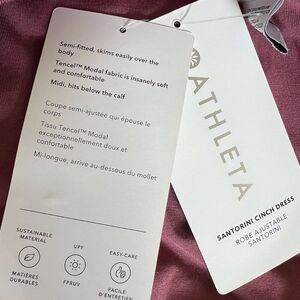 Semi-fitted, skims easily over the
body
Tencel™ Modal fabric is insanely soft
and comfortable
Midi, hits below the calf
Coupe semi-ajustée qui épouse le
corps
Tissu Tencel™ Modal
exceptionnellement doux et
confortable
Mi-longue, arrive au-dessous du mollet
SUSTAINABLE
MATERIAL
UPF
EASY-CARE
MATIÈRES
DURABLES
FPRUV
FACILE
D'ENTRETIEN
ATHLETA
SANTORINI CINCH DRESS
ROBE AJUSTABLE
SANTORINI